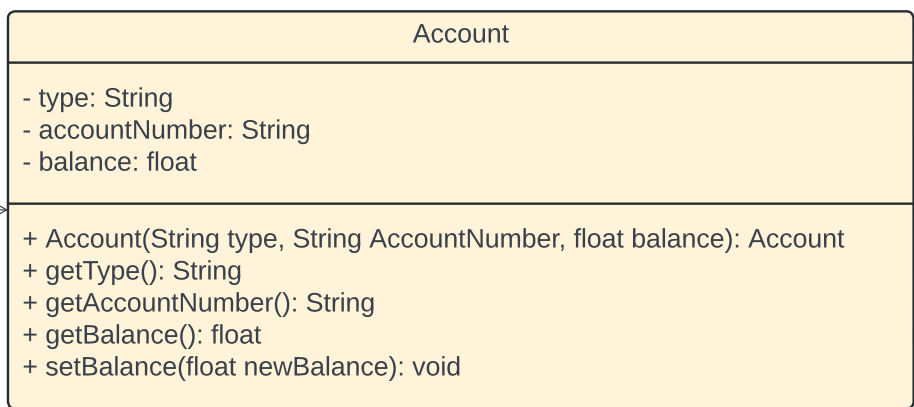 Account
- type: String
- accountNumber: String
- balance: float
+ Account(String type, String AccountNumber, float balance): Account
+ getType(): String
+ getAccountNumber(): String
+ getBalance(): float
+ setBalance(float newBalance): void